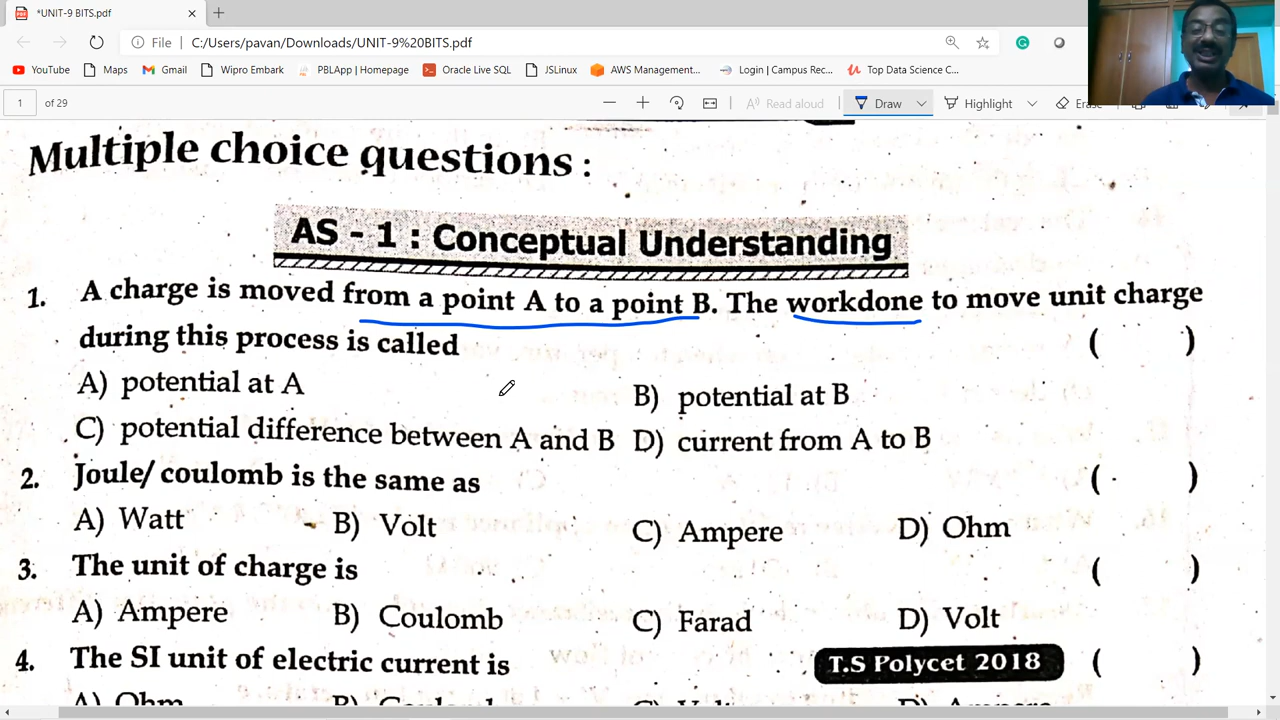 *UNIT-9 BITS.pdf
File C:/Users/pavan/Downloads/UNIT-9%20BITS.pdf
YouTube Maps Gmail Wipro Embark PBLApp | Homepage Oracle Live SQL JSLinux AWS Management... Login | Campus Rec... Top Data Science C...
1 of 29 Read aloud Draw Highlight
Multiple choice questions :
AS - 1 : Conceptual Understanding
1. A charge is moved from a point A to a point B. The workdone to move unit charge
during this process is called ( )
A) potential at A B) potential at B
C) potential difference between A and B D) current from A to B
2. Joule/ coulomb is the same as ( )
A) Watt B) Volt C) Ampere D) Ohm
3. The unit of charge is ( )
A) Ampere B) Coulomb C) Farad D) Volt
4. The SI unit of electric current is T.S Polycet 2018 ( )
A) Ohm